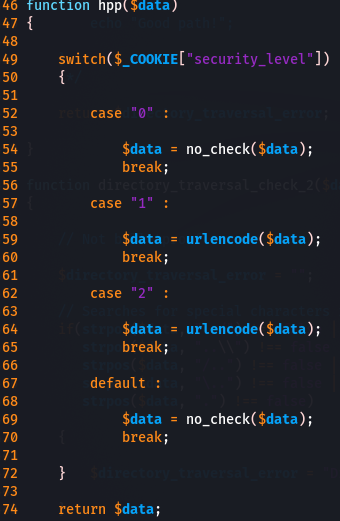 46 function hpp($data)
47 {
48
49     switch($_COOKIE["security_level"])
50     {
51
52         case "0" :
53
54             $data = no_check($data);
55             break;
56
57         case "1" :
58
59             $data = urlencode($data);
60             break;
61
62         case "2" :
63
64             $data = urlencode($data);
65             break;
66
67         default :
68
69             $data = no_check($data);
70             break;
71
72     }
73
74     return $data;